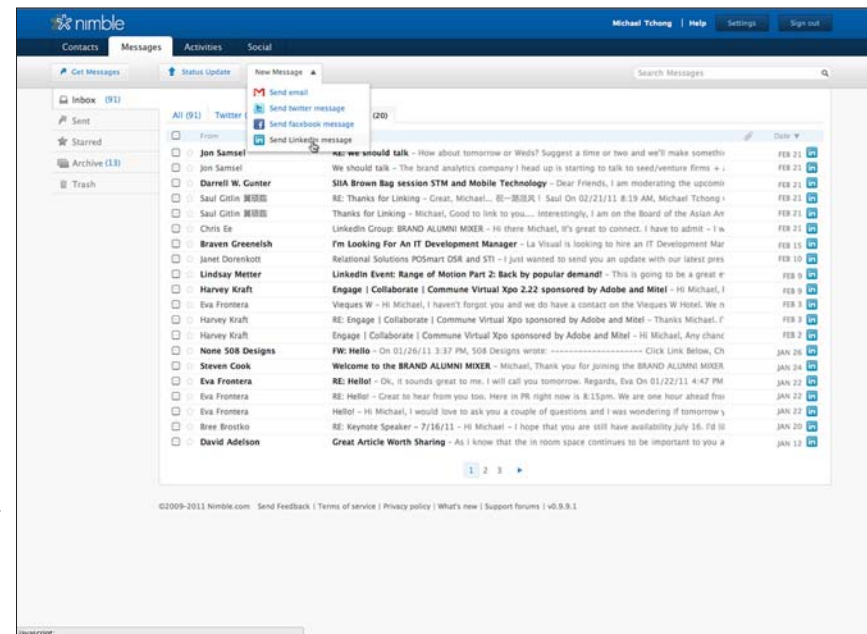 nimble
Michael Tchong | Help Settings Sign out
Contacts Messages Activities Social
Get Messages Status Update New Message ▲ Search Messages
Send email
Send twitter message
Send facebook message
Send LinkedIn message
Inbox (91)
Sent
Starred
Archive (13)
Trash
All (91) Twitter (20)
From Date ▼
Jon Samsel RE: We should talk - How about tomorrow or Weds? Suggest a time or two and we'll make somethin FEB 21
Jon Samsel We should talk - The brand analytics company I head up is starting to talk to seed/venture firms + FEB 21
Darrell W. Gunter SIIA Brown Bag session STM and Mobile Technology - Dear Friends, I am moderating the upcomin FEB 21
Saul Gitlin RE: Thanks for Linking - Great, Michael... Saul On 02/21/11 8:19 AM, Michael Tchong FEB 21
Saul Gitlin Thanks for Linking - Michael, Good to link to you.... Interestingly, I am on the Board of the Asian Am FEB 21
Chris Ee LinkedIn Group: BRAND ALUMNI MIXER - Hi there Michael, It's great to connect. I have to admit - I FEB 21
Braven Greenelsh I'm Looking For An IT Development Manager - La Visual is looking to hire an IT Development Mar FEB 15
Janet Dorenkott Relational Solutions POSmart DSR and STI - I just wanted to send you an update with our latest pres FEB 10
Lindsay Metter LinkedIn Event: Range of Motion Part 2: Back by popular demand! - This is going to be a great e FEB 9
Harvey Kraft Engage | Collaborate | Commune Virtual Xpo 2.22 sponsored by Adobe and Mitel - Hi Michael, I FEB 9
Eva Frontera Vieques W - Hi Michael, I haven't forgot you and we do have a contact on the Vieques W Hotel. We n FEB 3
Harvey Kraft RE: Engage | Collaborate | Commune Virtual Xpo sponsored by Adobe and Mitel - Thanks Michael. I' FEB 3
Harvey Kraft Engage | Collaborate | Commune Virtual Xpo sponsored by Adobe and Mitel - Hi Michael, Any chanc FEB 2
None 508 Designs FW: Hello - On 01/26/11 3:37 PM, 508 Designs wrote: -------------------- Click Link Below, Ch JAN 26
Steven Cook Welcome to the BRAND ALUMNI MIXER - Michael, Thank you for joining the BRAND ALUMNI MIXER JAN 24
Eva Frontera RE: Hello! - Ok, it sounds great to me. I will call you tomorrow. Regards, Eva On 01/22/11 4:47 PM JAN 22
Eva Frontera RE: Hello! - Great to hear from you too. Here in PR right now is 8:15pm. We are one hour ahead fro JAN 22
Eva Frontera Hello! - Hi Michael, I would love to ask you a couple of questions and I was wondering if tomorrow y JAN 22
Bree Brostko RE: Keynote Speaker - 7/16/11 - Hi Michael - I hope that you are still have availability July 16. I'd li JAN 20
David Adelson Great Article Worth Sharing - As I know that the in room space continues to be important to you a JAN 12
1 2 3 ►
©2009-2011 Nimble.com Send Feedback | Terms of service | Privacy policy | What's new | Support forums | v0.9.9.1